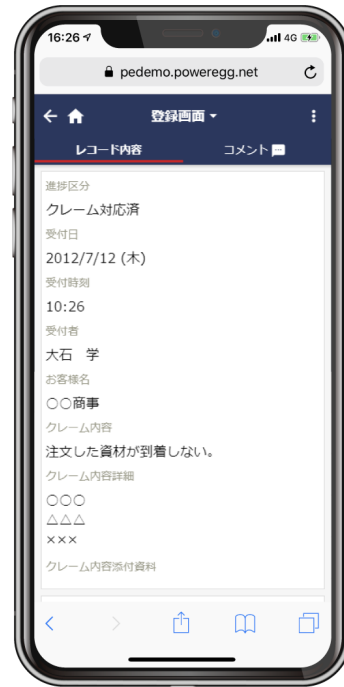 16:26
4G
pedemo.poweregg.net
登録画面
レコード内容 コメント
進捗区分
クレーム対応済
受付日
2012/7/12 (木)
受付時刻
10:26
受付者
大石 学
お客様名
○○商事
クレーム内容
注文した資材が到着しない。
クレーム内容詳細
○○○
△△△
×××
クレーム内容添付資料